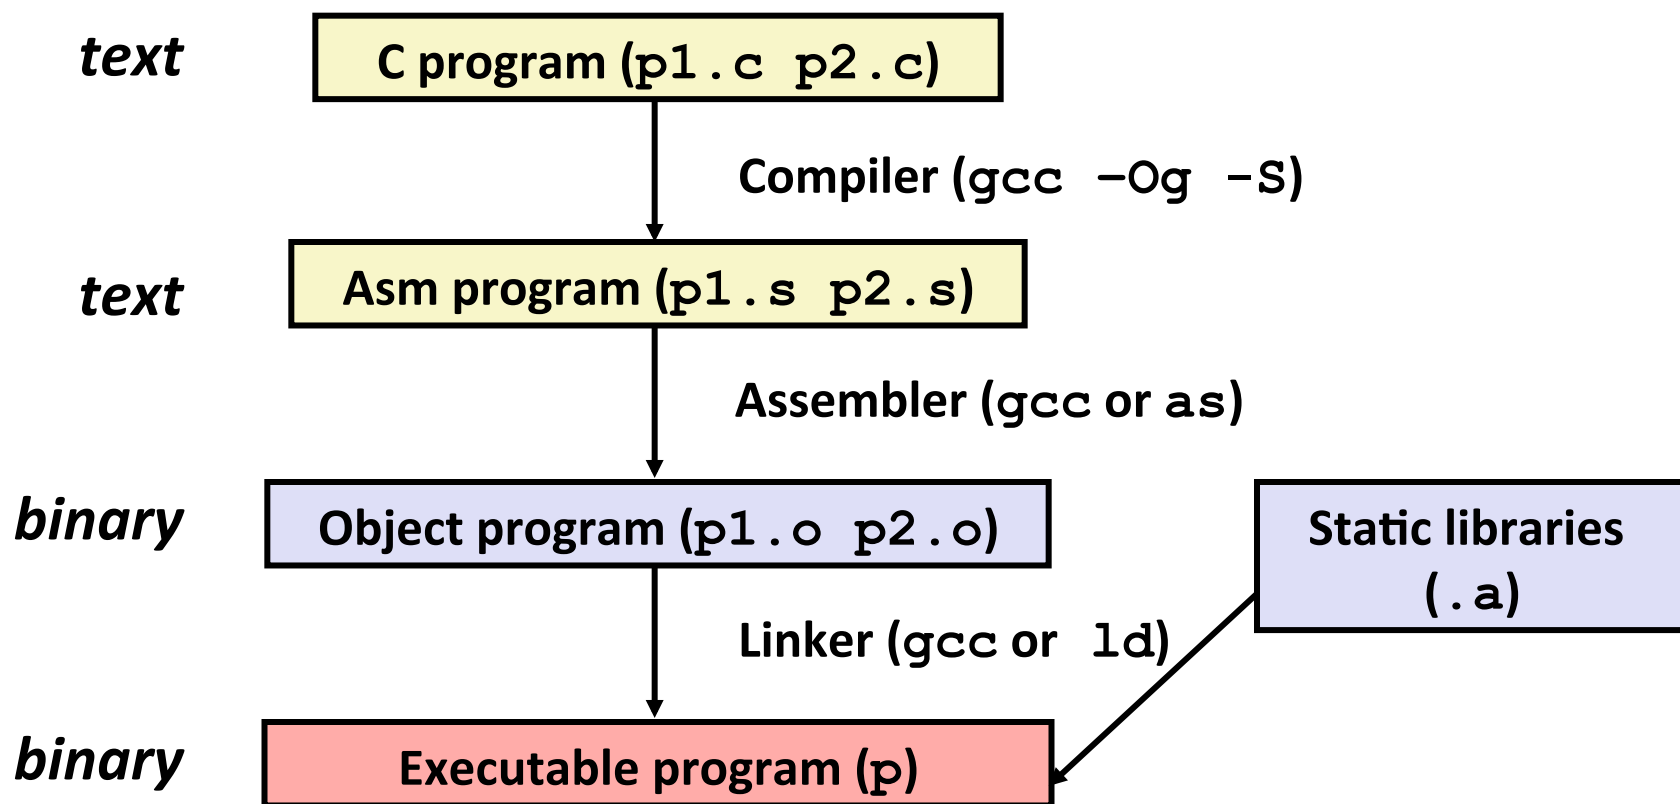 text
C program (p1.c p2.c)
Compiler (gcc –Og -S)
text
Asm program (p1.s p2.s)
Assembler (gcc or as)
binary
Object program (p1.o p2.o)
Static libraries
(.a)
Linker (gcc or ld)
binary
Executable program (p)